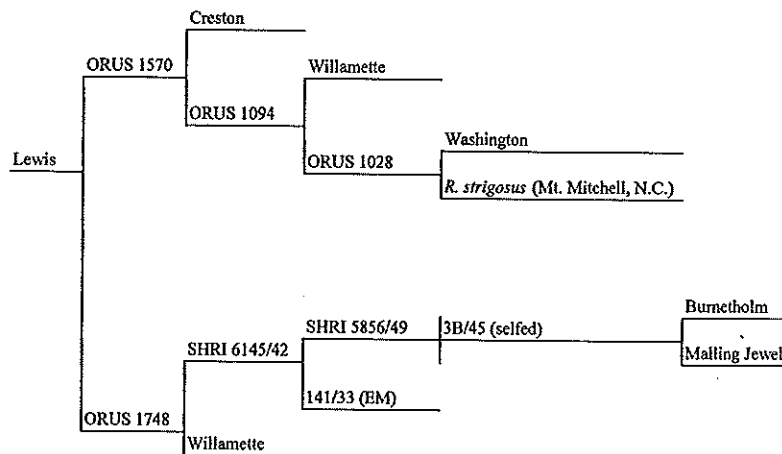 Creston
ORUS 1570
Willamette
ORUS 1094
Washington
ORUS 1028
Lewis
R. strigosus (Mt. Mitchell, N.C.)
Burnetholm
SHRI 5856/49
3B/45 (selfed)
SHRI 6145/42
Malling Jewel
141/33 (EM)
ORUS 1748
Willamette